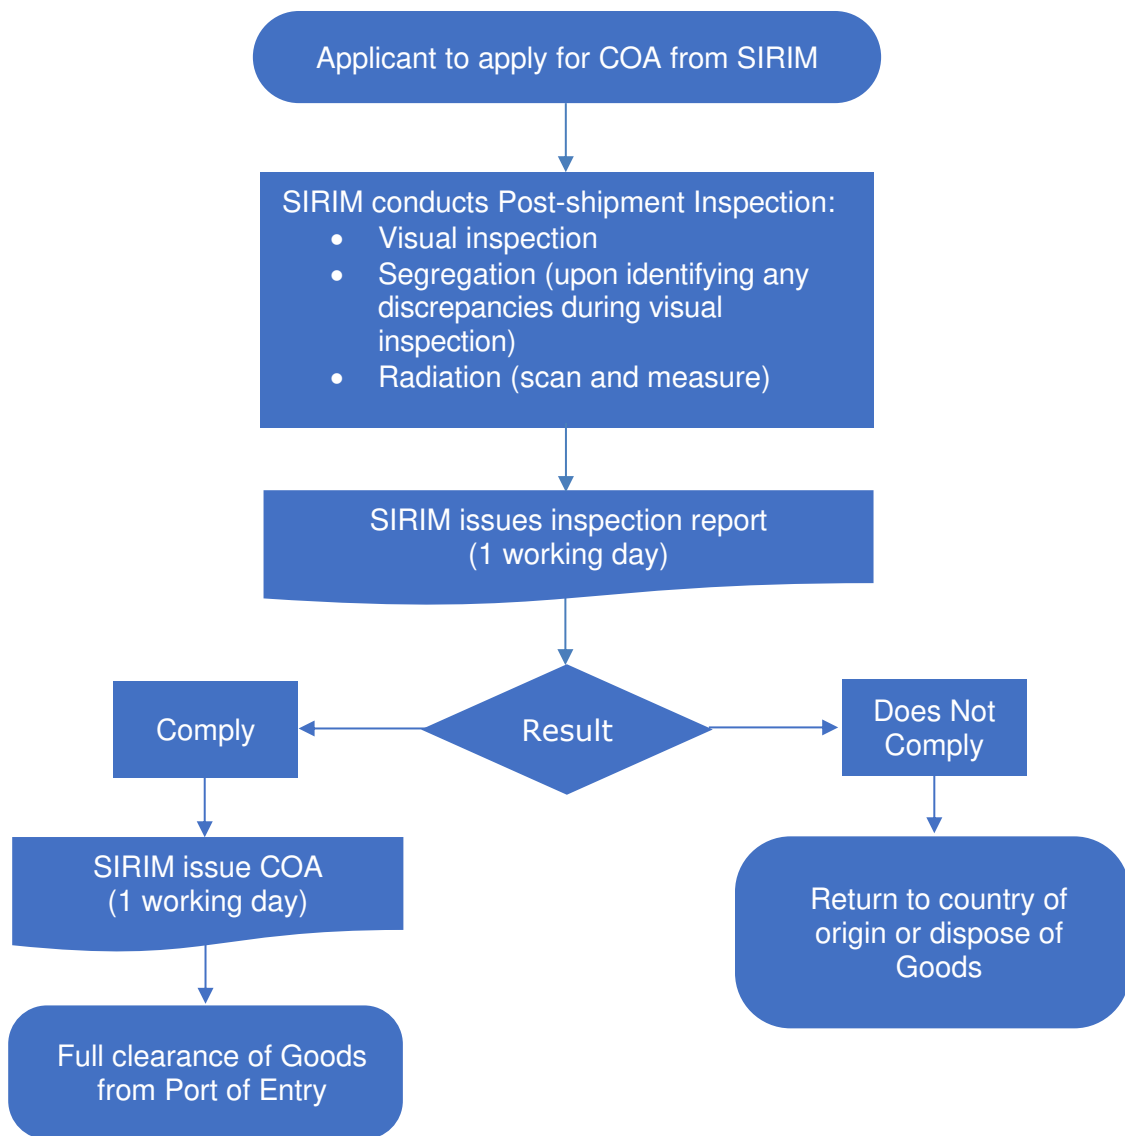 Applicant to apply for COA from SIRIM
SIRIM conducts Post-shipment Inspection:
• Visual inspection
• Segregation (upon identifying any
discrepancies during visual
inspection)
• Radiation (scan and measure)
SIRIM issues inspection report
(1 working day)
Result
Comply
Does Not
Comply
SIRIM issue COA
(1 working day)
Return to country of
origin or dispose of
Goods
Full clearance of Goods
from Port of Entry